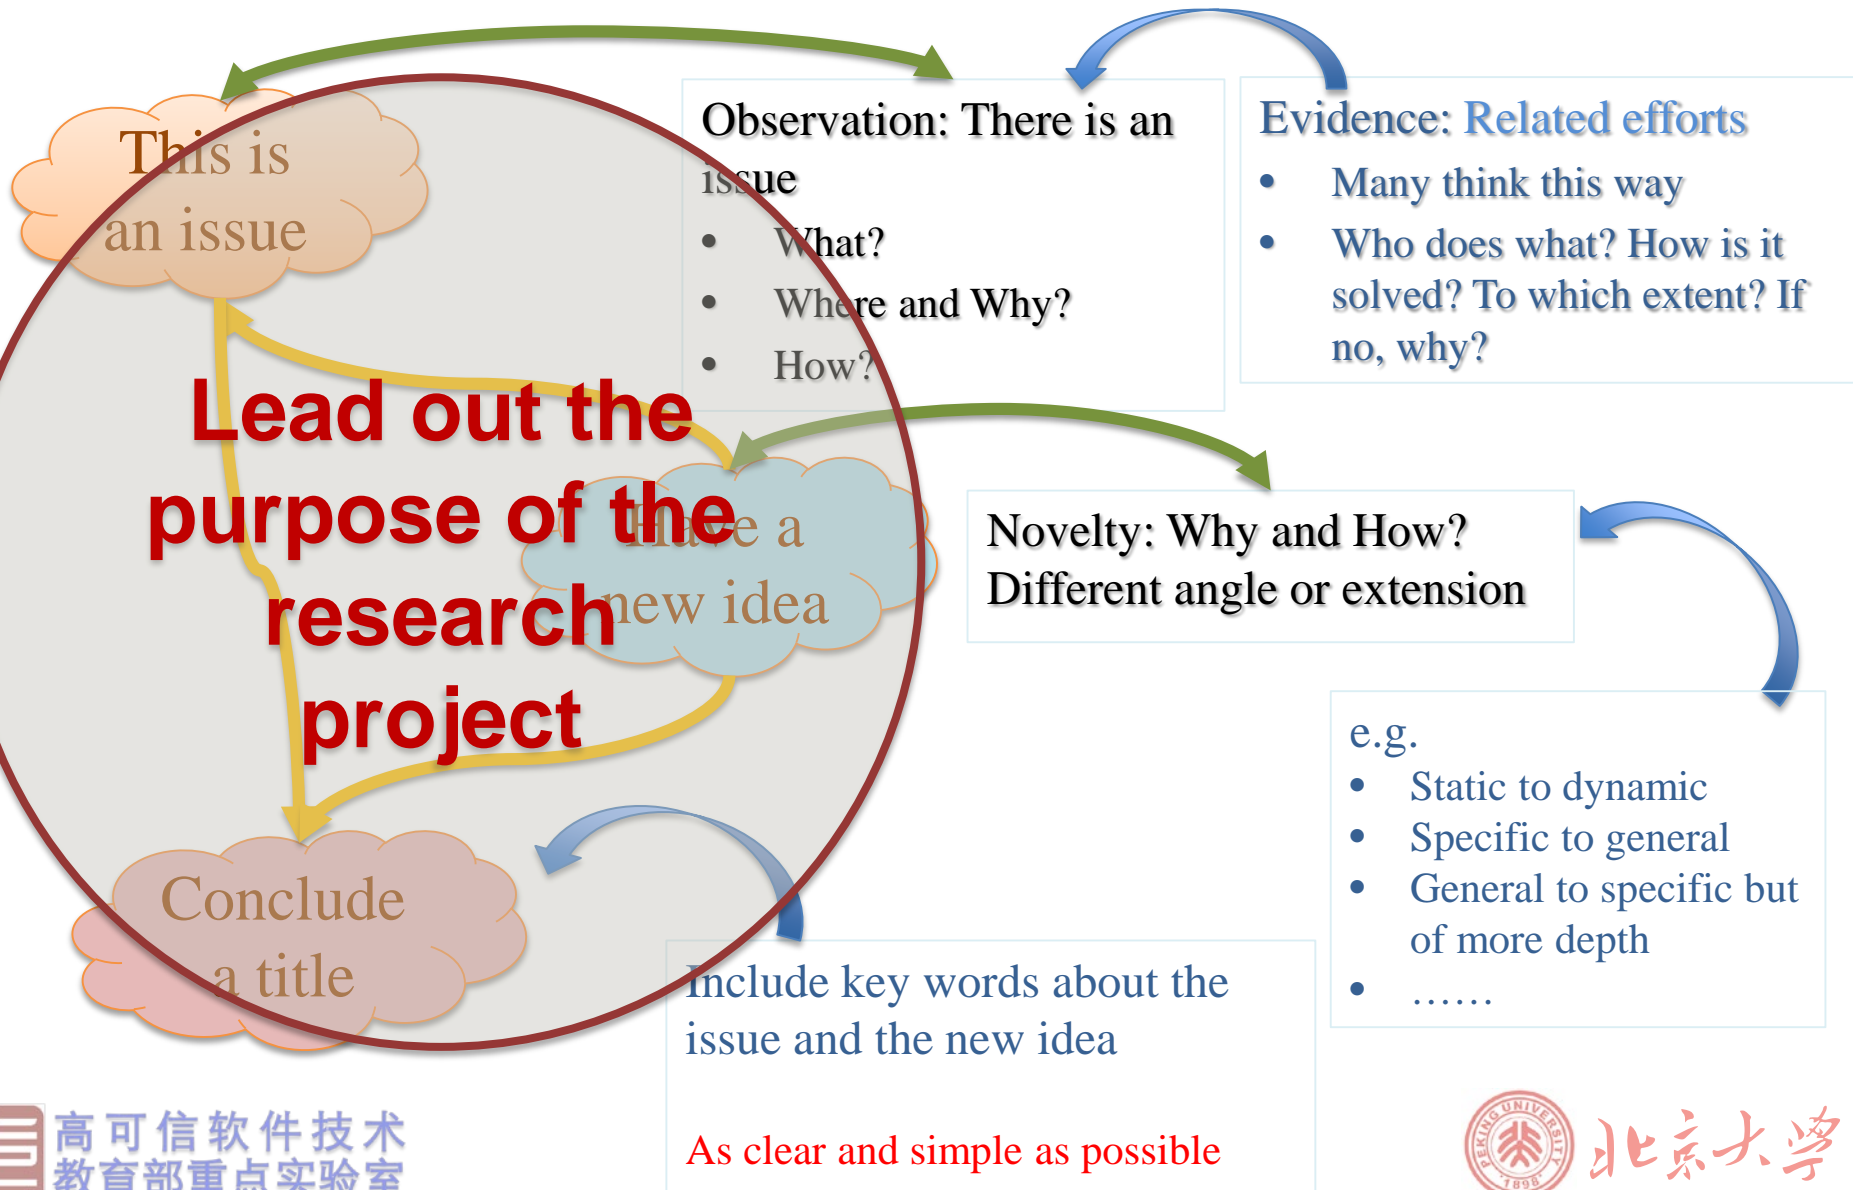 This is
an issue
Observation: There is an
issue
• What?
• Where and Why?
• How?
Evidence: Related efforts
• Many think this way
• Who does what? How is it
solved? To which extent? If
no, why?
Lead out the
purpose of the
research
project
Have a
new idea
Novelty: Why and How?
Different angle or extension
e.g.
• Static to dynamic
• Specific to general
• General to specific but
of more depth
• ……
Conclude
a title
Include key words about the
issue and the new idea
As clear and simple as possible
高可信软件技术
教育部重点实验室
PEKING UNIVERSITY
1898
北京大学